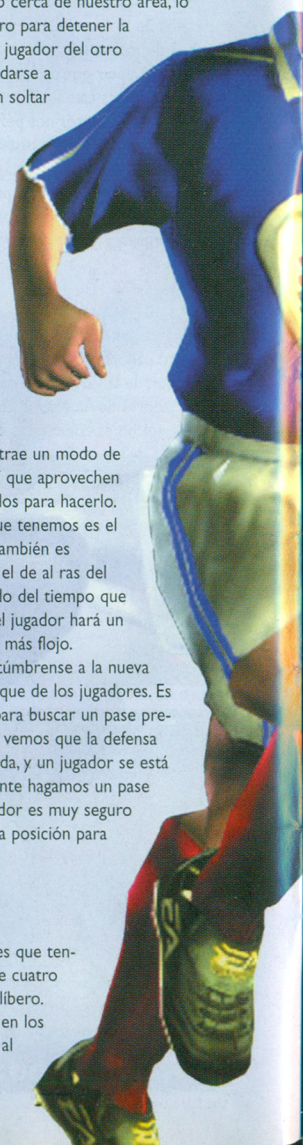 cerca de nuestro área, lo
ro para detener la
jugador del otro
darse a
soltar
trae un modo de
que aprovechen
los para hacerlo.
ue tenemos es el
ambién es
el de al ras del
lo del tiempo que
el jugador hará un
más flojo.
túmbrense a la nueva
que de los jugadores. Es
para buscar un pase pre-
vemos que la defensa
da, y un jugador se está
nte hagamos un pase
dor es muy seguro
a posición para
es que ten-
e cuatro
líbero.
en los
al